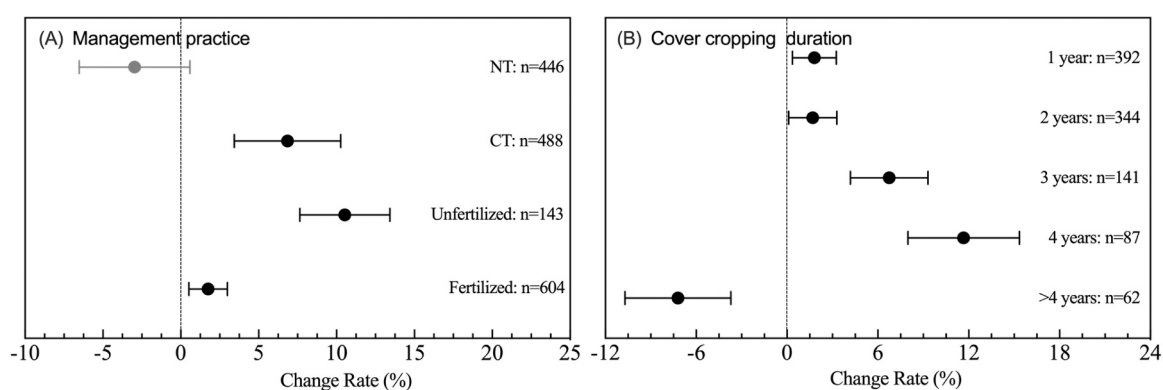 (A) Management practice
NT: n=446
CT: n=488
Unfertilized: n=143
Fertilized: n=604
-10 -5 0 5 10 15 20 25
Change Rate (%)
(B) Cover cropping duration
1 year: n=392
2 years: n=344
3 years: n=141
4 years: n=87
>4 years: n=62
-12 -6 0 6 12 18 24
Change Rate (%)